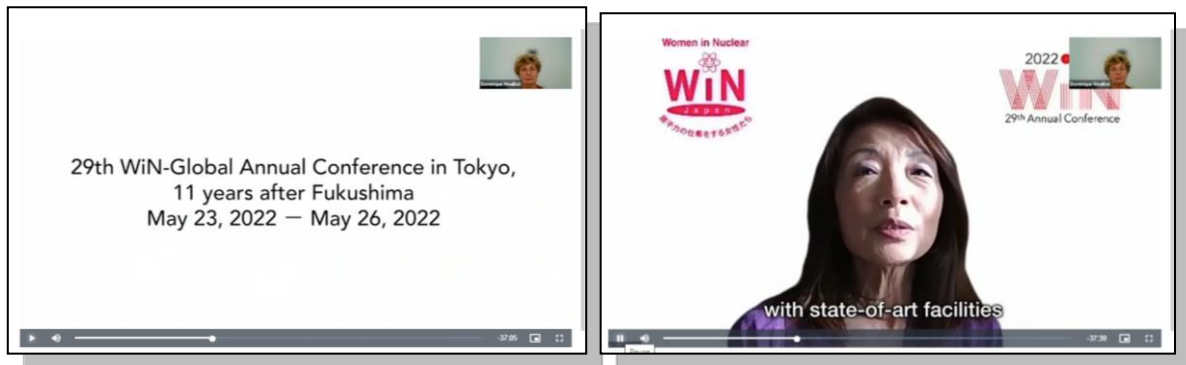 29th WiN-Global Annual Conference in Tokyo,
11 years after Fukushima
May 23, 2022 — May 26, 2022
-37:05
Women in Nuclear
WiN
Japan
原子力の仕事をする女性たち
2022
WiN
29th Annual Conference
with state-of-art facilities
-37:39
Pause